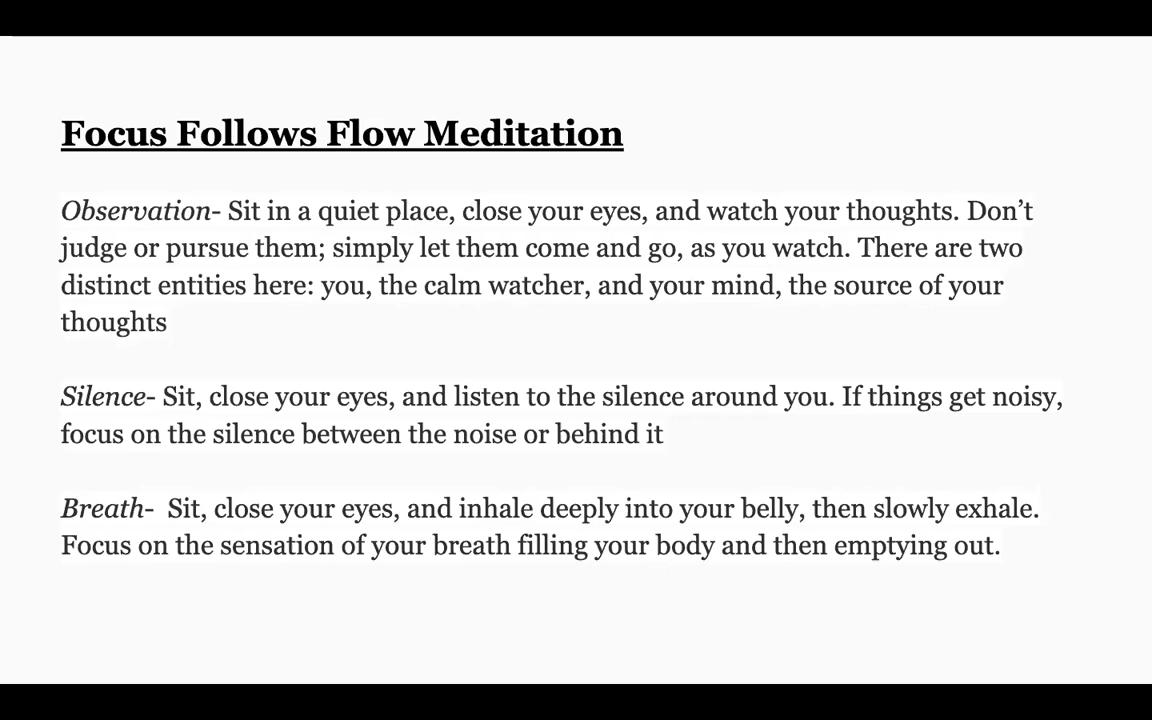 Focus Follows Flow Meditation
Observation- Sit in a quiet place, close your eyes, and watch your thoughts. Don’t
judge or pursue them; simply let them come and go, as you watch. There are two
distinct entities here: you, the calm watcher, and your mind, the source of your
thoughts
Silence- Sit, close your eyes, and listen to the silence around you. If things get noisy,
focus on the silence between the noise or behind it
Breath-  Sit, close your eyes, and inhale deeply into your belly, then slowly exhale.
Focus on the sensation of your breath filling your body and then emptying out.